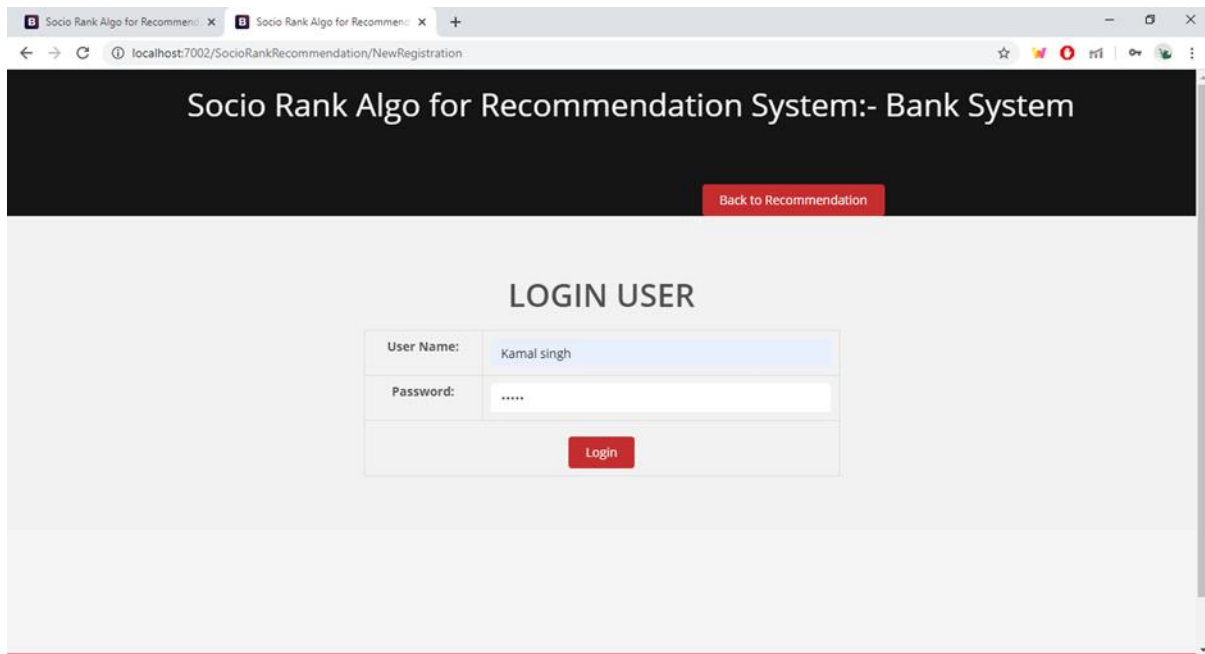 Socio Rank Algo for Recommend
Socio Rank Algo for Recommend
localhost:7002/SocioRankRecommendation/NewRegistration
Socio Rank Algo for Recommendation System:- Bank System
Back to Recommendation
LOGIN USER
User Name: Kamal singh
Password: •••••
Login